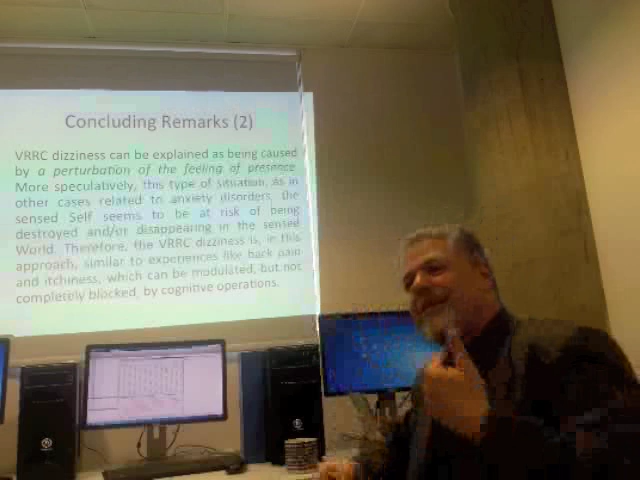 Concluding Remarks (2)
VRRC dizziness can be explained as being caused
by a perturbation of the feeling of presence.
More speculatively, this type of situation, as in
other cases related to anxiety disorders, the
sensed Self seems to be at risk of being
destroyed and/or disappearing in the sensed
World. Therefore, the VRRC dizziness is, in this
approach, similar to experiences like back pain
and itchiness, which can be modulated, but not
completely blocked, by cognitive operations.